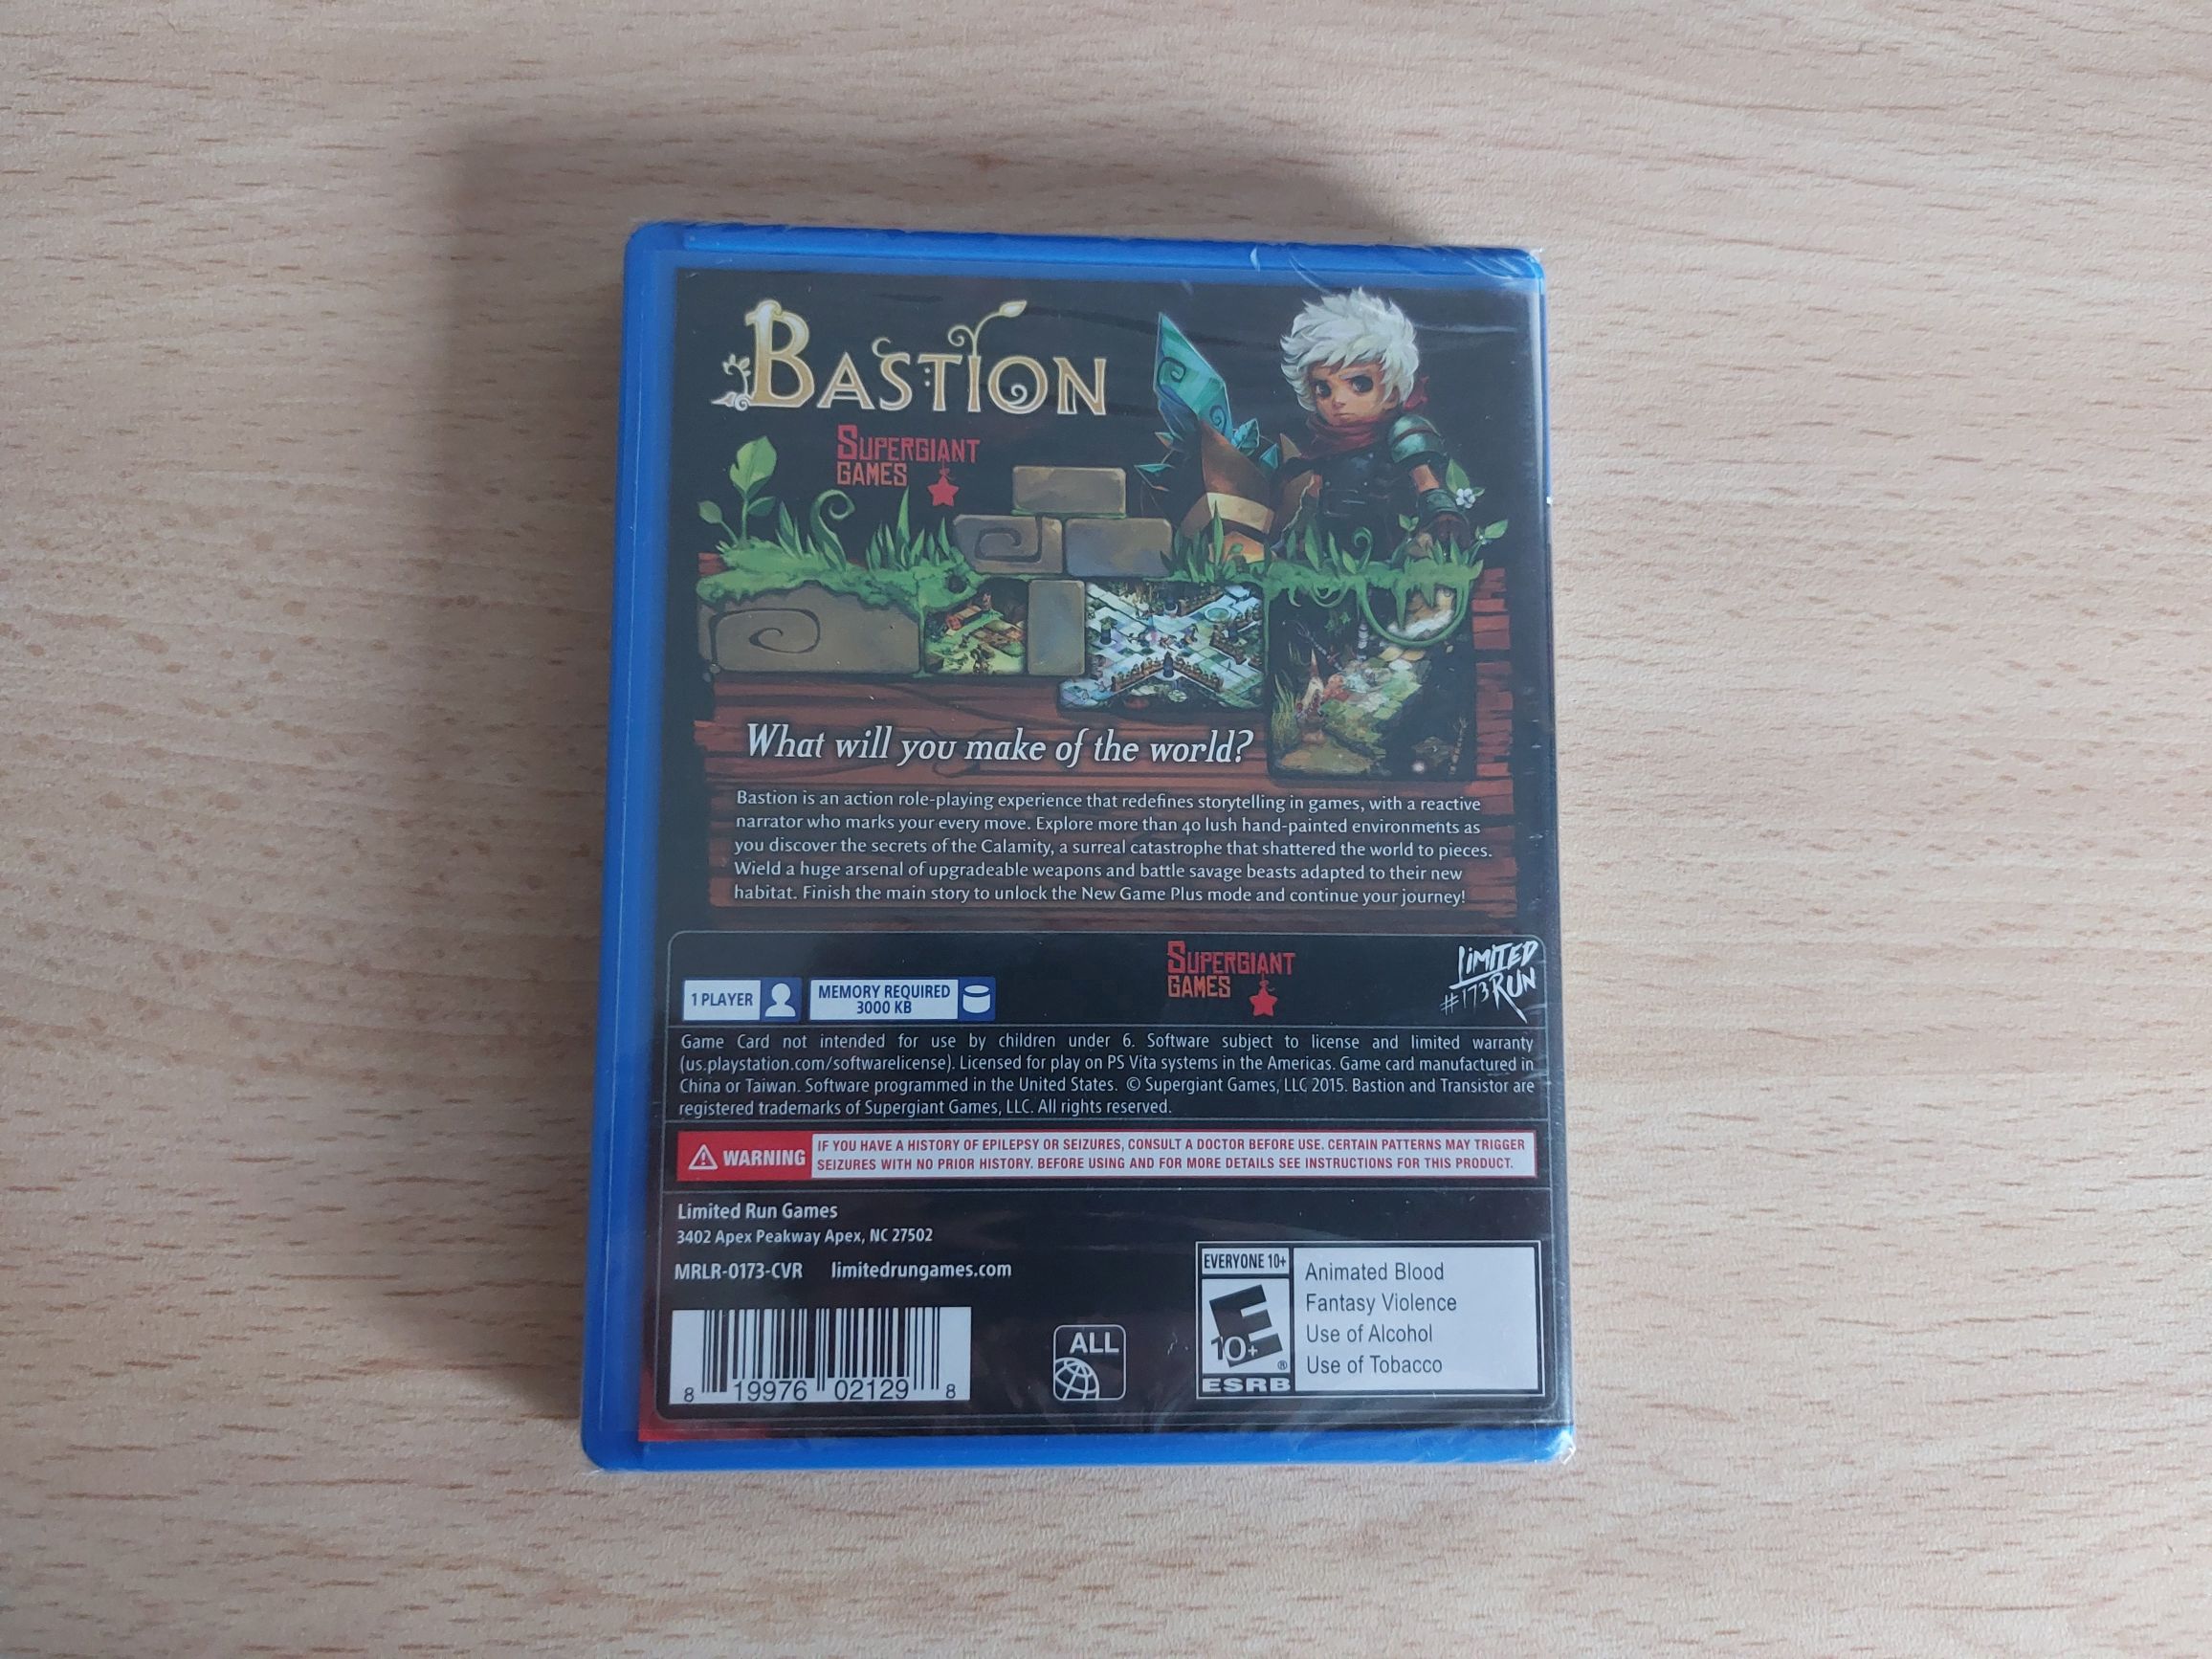 BASTION
SUPERGIANT
GAMES
What will you make of the world?
Bastion is an action role-playing experience that redefines storytelling in games, with a reactive
narrator who marks your every move. Explore more than 40 lush hand-painted environments as
you discover the secrets of the Calamity, a surreal catastrophe that shattered the world to pieces.
Wield a huge arsenal of upgradeable weapons and battle savage beasts adapted to their new
habitat. Finish the main story to unlock the New Game Plus mode and continue your journey!
SUPERGIANT
GAMES
LIMITED
RUN
#173
1 PLAYER
MEMORY REQUIRED
3000 KB
Game Card not intended for use by children under 6. Software subject to license and limited warranty
(us.playstation.com/softwarelicense). Licensed for play on PS Vita systems in the Americas. Game card manufactured in
China or Taiwan. Software programmed in the United States. © Supergiant Games, LLC 2015. Bastion and Transistor are
registered trademarks of Supergiant Games, LLC. All rights reserved.
WARNING
IF YOU HAVE A HISTORY OF EPILEPSY OR SEIZURES, CONSULT A DOCTOR BEFORE USE. CERTAIN PATTERNS MAY TRIGGER
SEIZURES WITH NO PRIOR HISTORY. BEFORE USING AND FOR MORE DETAILS SEE INSTRUCTIONS FOR THIS PRODUCT.
Limited Run Games
3402 Apex Peakway Apex, NC 27502
MRLR-0173-CVR limitedrungames.com
8 19976 02129 8
ALL
EVERYONE 10+
E
10+
®
ESRB
Animated Blood
Fantasy Violence
Use of Alcohol
Use of Tobacco